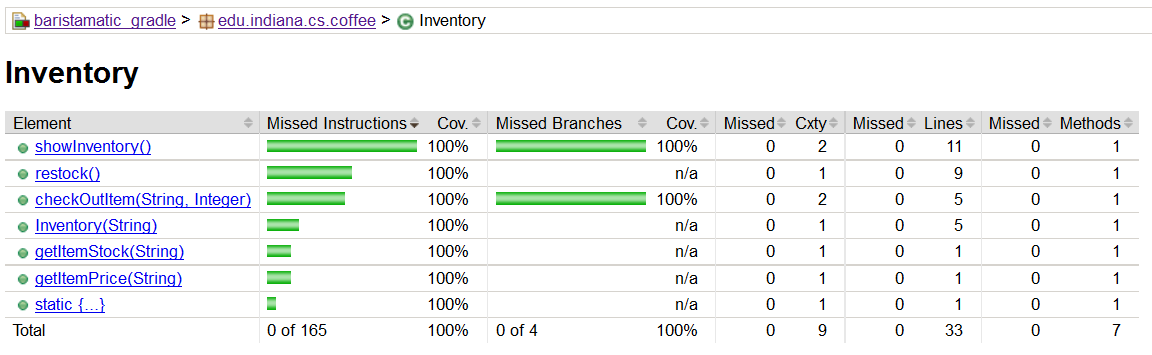 baristamatic_gradle > edu.indiana.cs.coffee > Inventory
Inventory
Element Missed Instructions Cov. Missed Branches Cov. Missed Cxty Missed Lines Missed Methods
showInventory() 100% 100% 0 2 0 11 0 1
restock() 100% n/a 0 1 0 9 0 1
checkOutItem(String, Integer) 100% 100% 0 2 0 5 0 1
Inventory(String) 100% n/a 0 1 0 5 0 1
getItemStock(String) 100% n/a 0 1 0 1 0 1
getItemPrice(String) 100% n/a 0 1 0 1 0 1
static {...} 100% n/a 0 1 0 1 0 1
Total 0 of 165 100% 0 of 4 100% 0 9 0 33 0 7